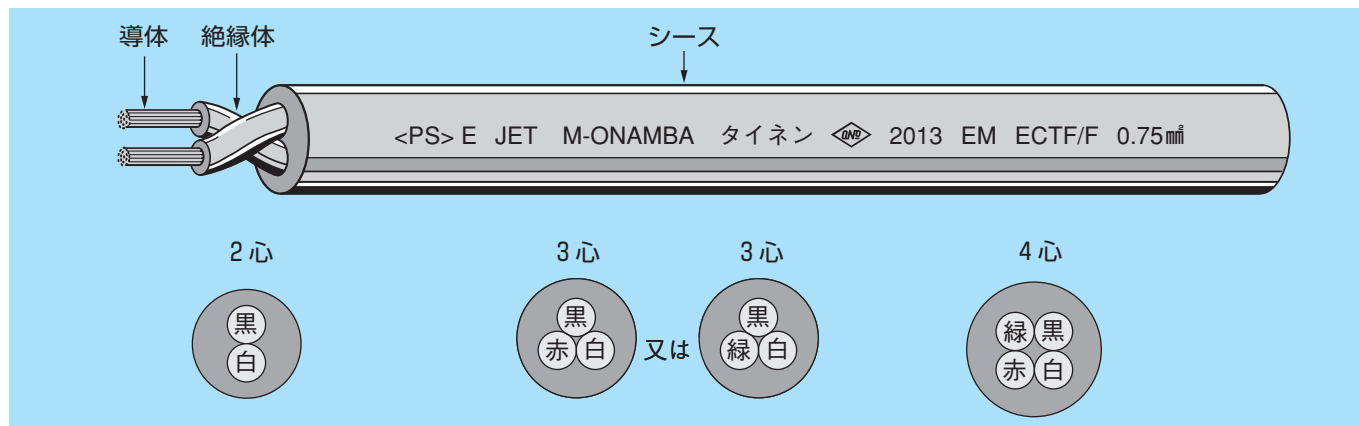 導体 絶縁体 シース
<PS> E JET M-ONAMBA タイネン 2013 EM ECTF/F 0.75㎟
2心 3心 3心 4心
黒 黒 黒 緑 黒
白 赤 白 又は 緑 白 赤 白